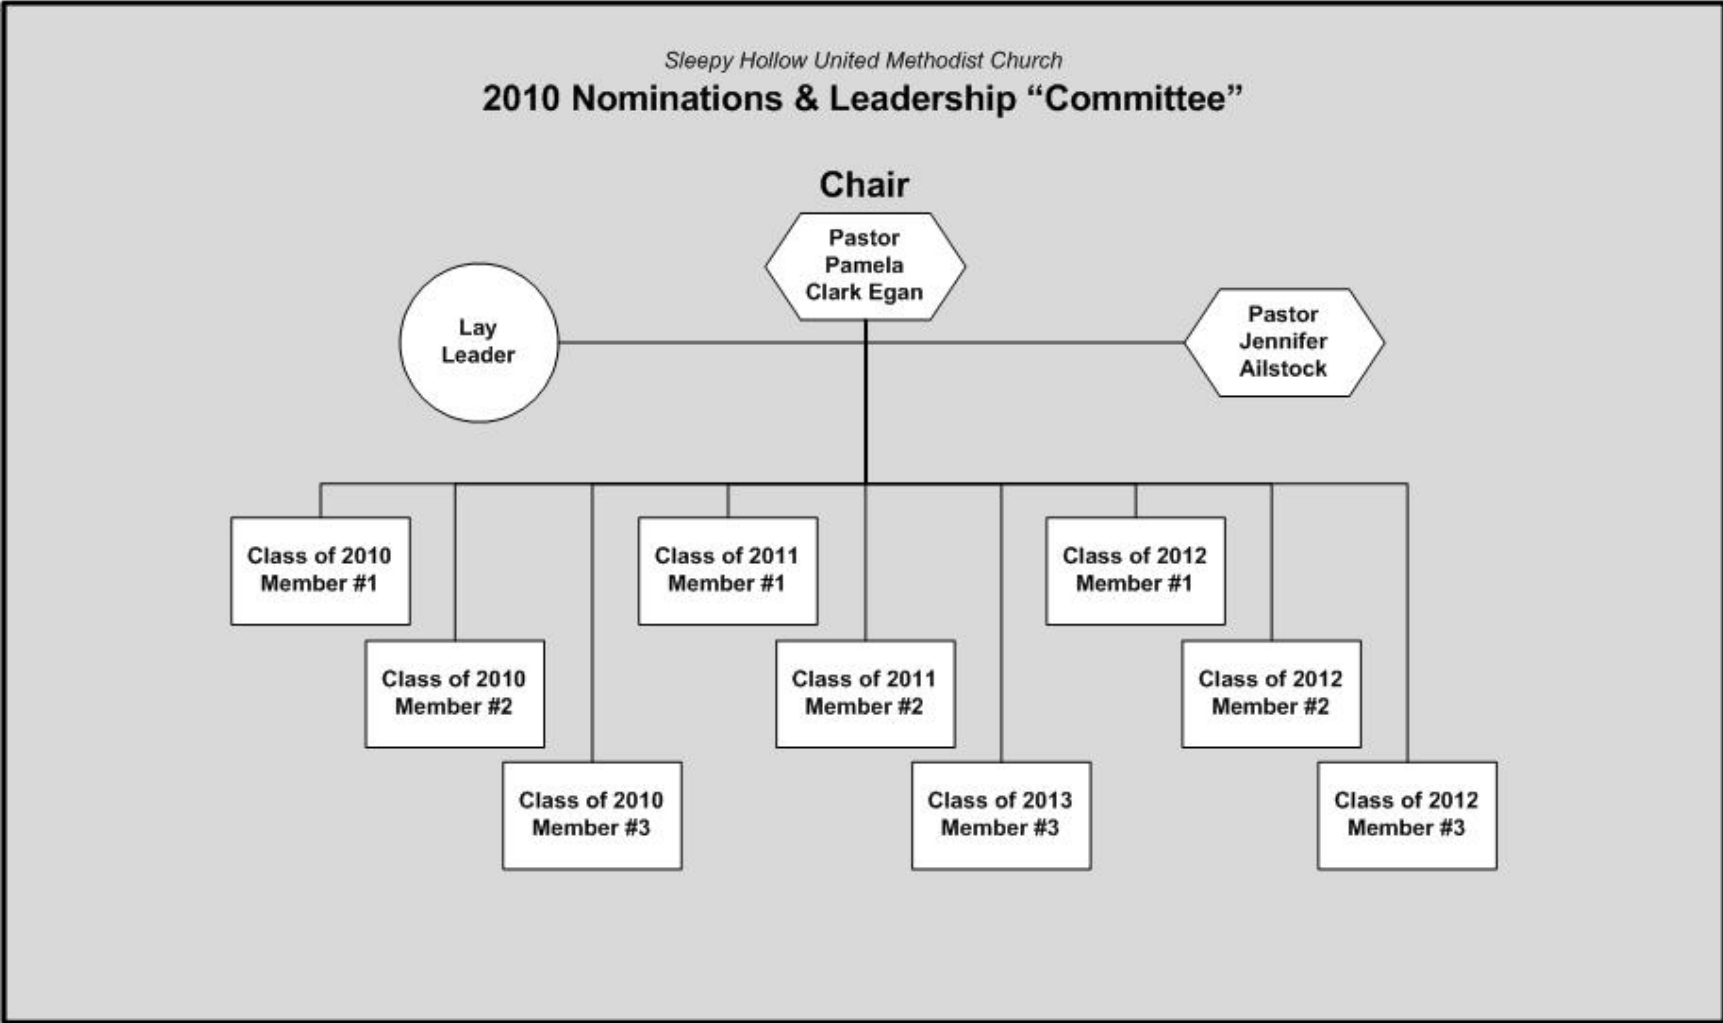 Sleepy Hollow United Methodist Church
2010 Nominations & Leadership “Committee”
Chair
Pastor
Pamela
Clark Egan
Lay
Leader
Pastor
Jennifer
Ailstock
Class of 2010
Member #1
Class of 2011
Member #1
Class of 2012
Member #1
Class of 2010
Member #2
Class of 2011
Member #2
Class of 2012
Member #2
Class of 2010
Member #3
Class of 2013
Member #3
Class of 2012
Member #3